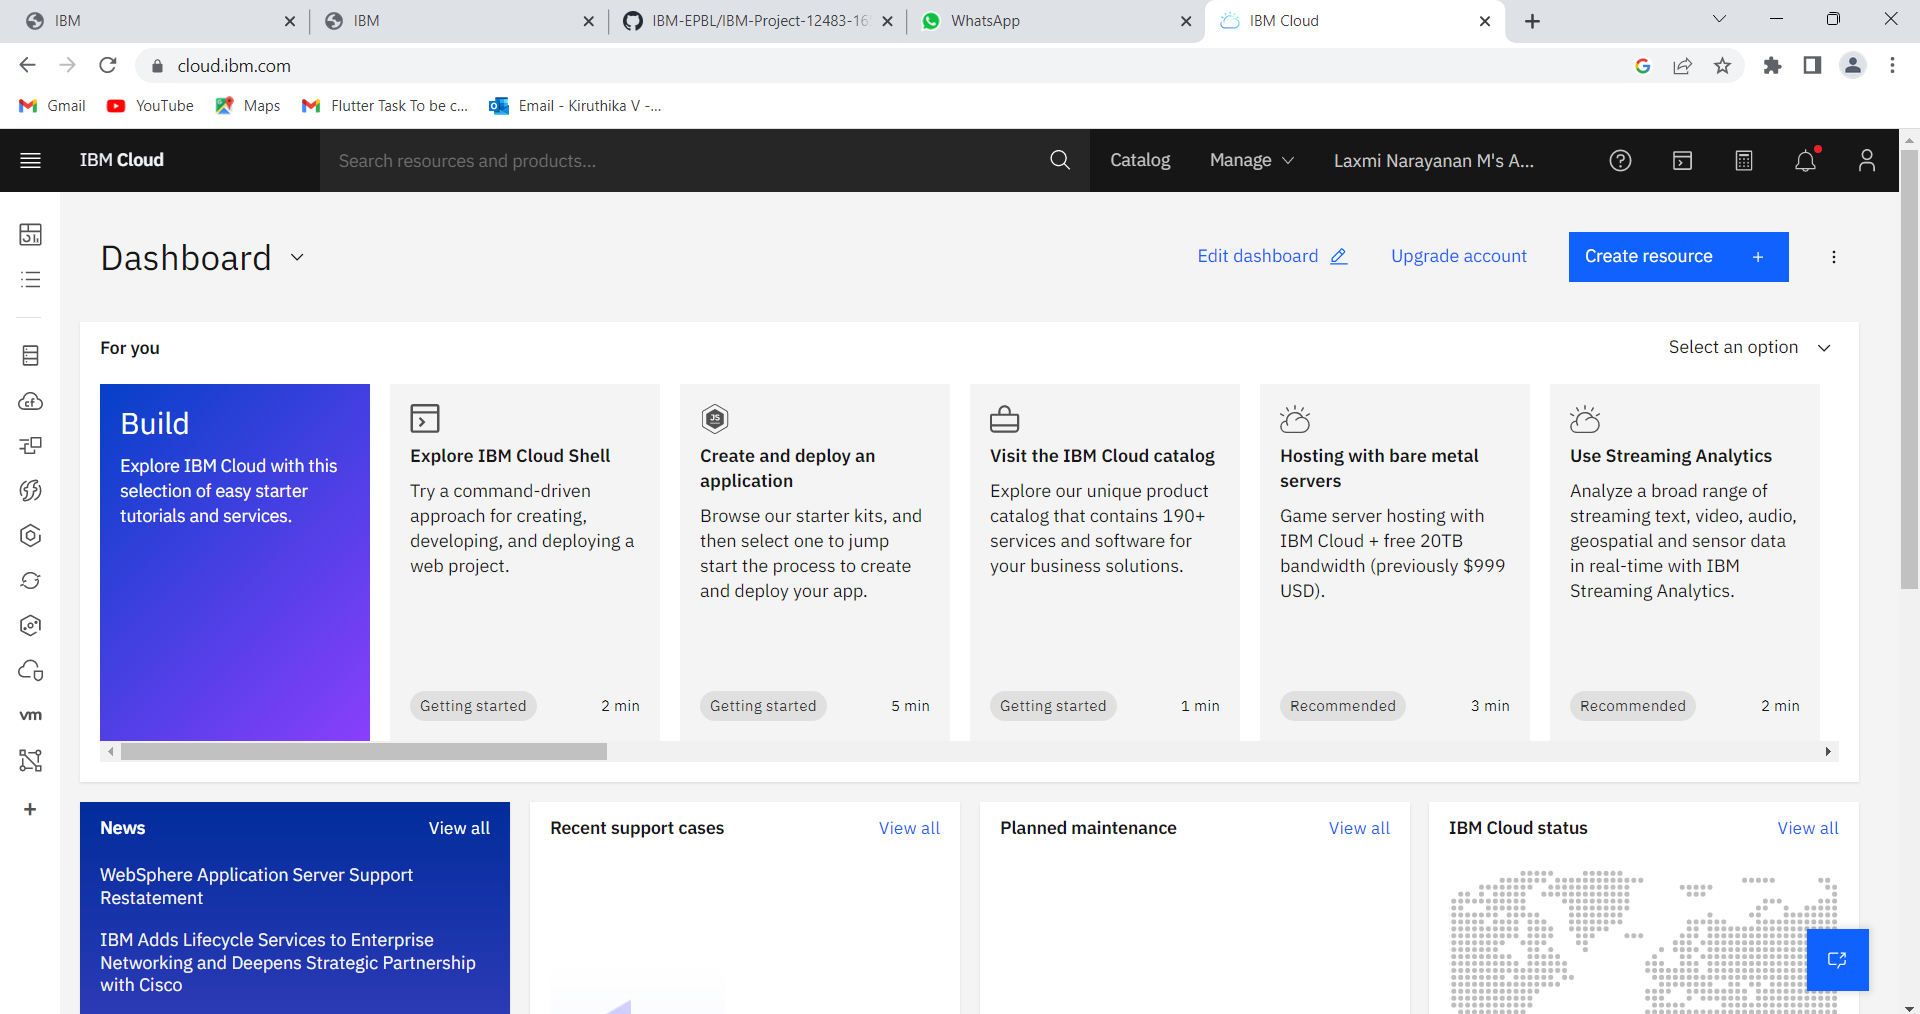 IBM
IBM
IBM-EPBL/IBM-Project-12483-16
WhatsApp
IBM Cloud
cloud.ibm.com
Gmail
YouTube
Maps
Flutter Task To be c...
Email - Kiruthika V -...
IBM Cloud
Search resources and products...
Catalog
Manage
Laxmi Narayanan M's A...
Dashboard
Edit dashboard
Upgrade account
Create resource +
For you
Select an option
Build
Explore IBM Cloud with this
selection of easy starter
tutorials and services.
Explore IBM Cloud Shell
Try a command-driven
approach for creating,
developing, and deploying a
web project.
Getting started
2 min
JS
Create and deploy an
application
Browse our starter kits, and
then select one to jump
start the process to create
and deploy your app.
Getting started
5 min
Visit the IBM Cloud catalog
Explore our unique product
catalog that contains 190+
services and software for
your business solutions.
Getting started
1 min
Hosting with bare metal
servers
Game server hosting with
IBM Cloud + free 20TB
bandwidth (previously $999
USD).
Recommended
3 min
Use Streaming Analytics
Analyze a broad range of
streaming text, video, audio,
geospatial and sensor data
in real-time with IBM
Streaming Analytics.
Recommended
2 min
cf
vm
News
View all
WebSphere Application Server Support
Restatement
IBM Adds Lifecycle Services to Enterprise
Networking and Deepens Strategic Partnership
with Cisco
Recent support cases
View all
Planned maintenance
View all
IBM Cloud status
View all